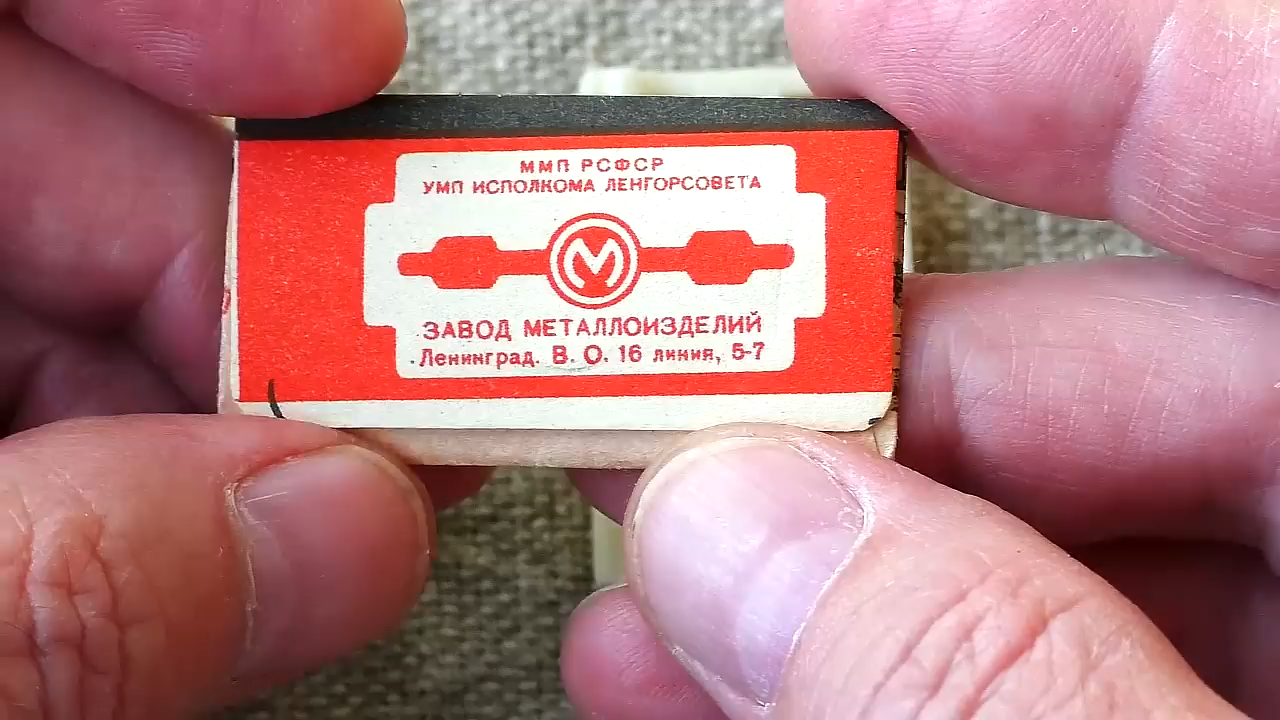 ММП РСФСР
УМП ИСПОЛКОМА ЛЕНГОРСОВЕТА
М
ЗАВОД МЕТАЛЛОИЗДЕЛИЙ
Ленинград. В. О. 16 линия, 5-7